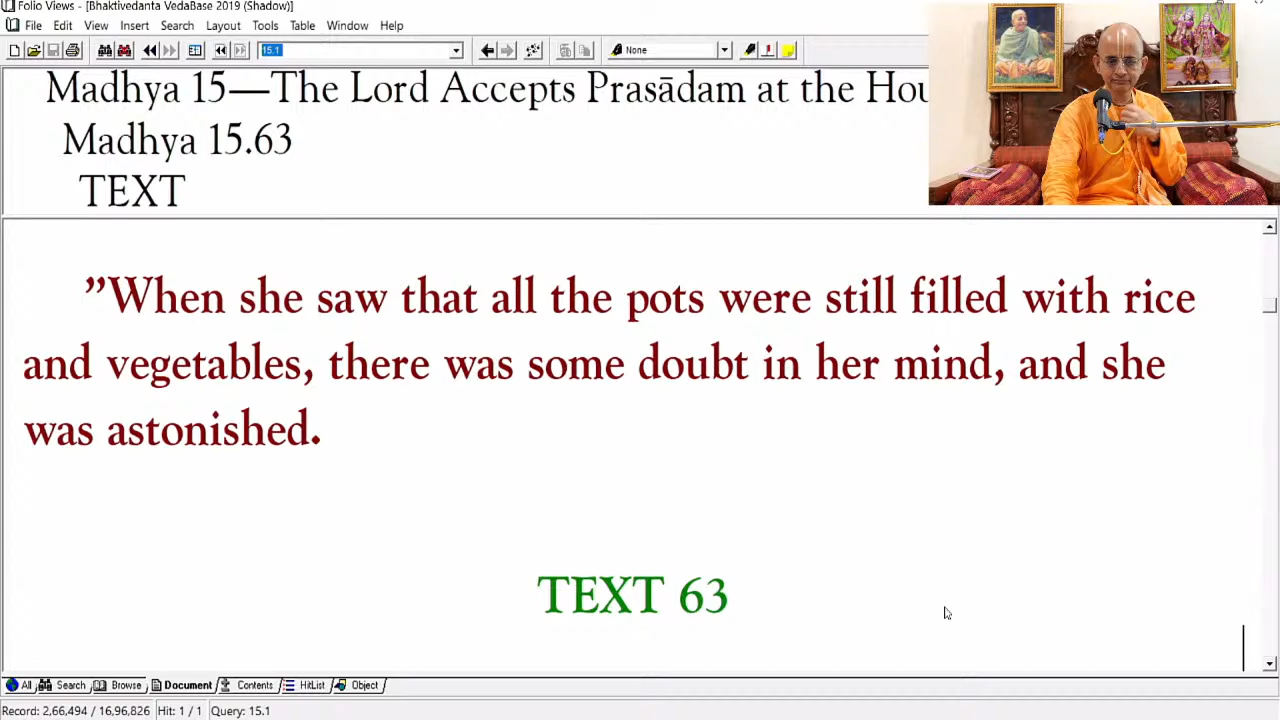 Folio Views - [Bhaktivedanta VedaBase 2019 (Shadow)]
File Edit View Insert Search Layout Tools Table Window Help
15.1 None
Madhya 15—The Lord Accepts Prasādam at the Hou
Madhya 15.63
TEXT
”When she saw that all the pots were still filled with rice
and vegetables, there was some doubt in her mind, and she
was astonished.
TEXT 63
All Search Browse Document Contents HitList Object
Record: 2,66,494 / 16,96,826 Hit: 1 / 1 Query: 15.1